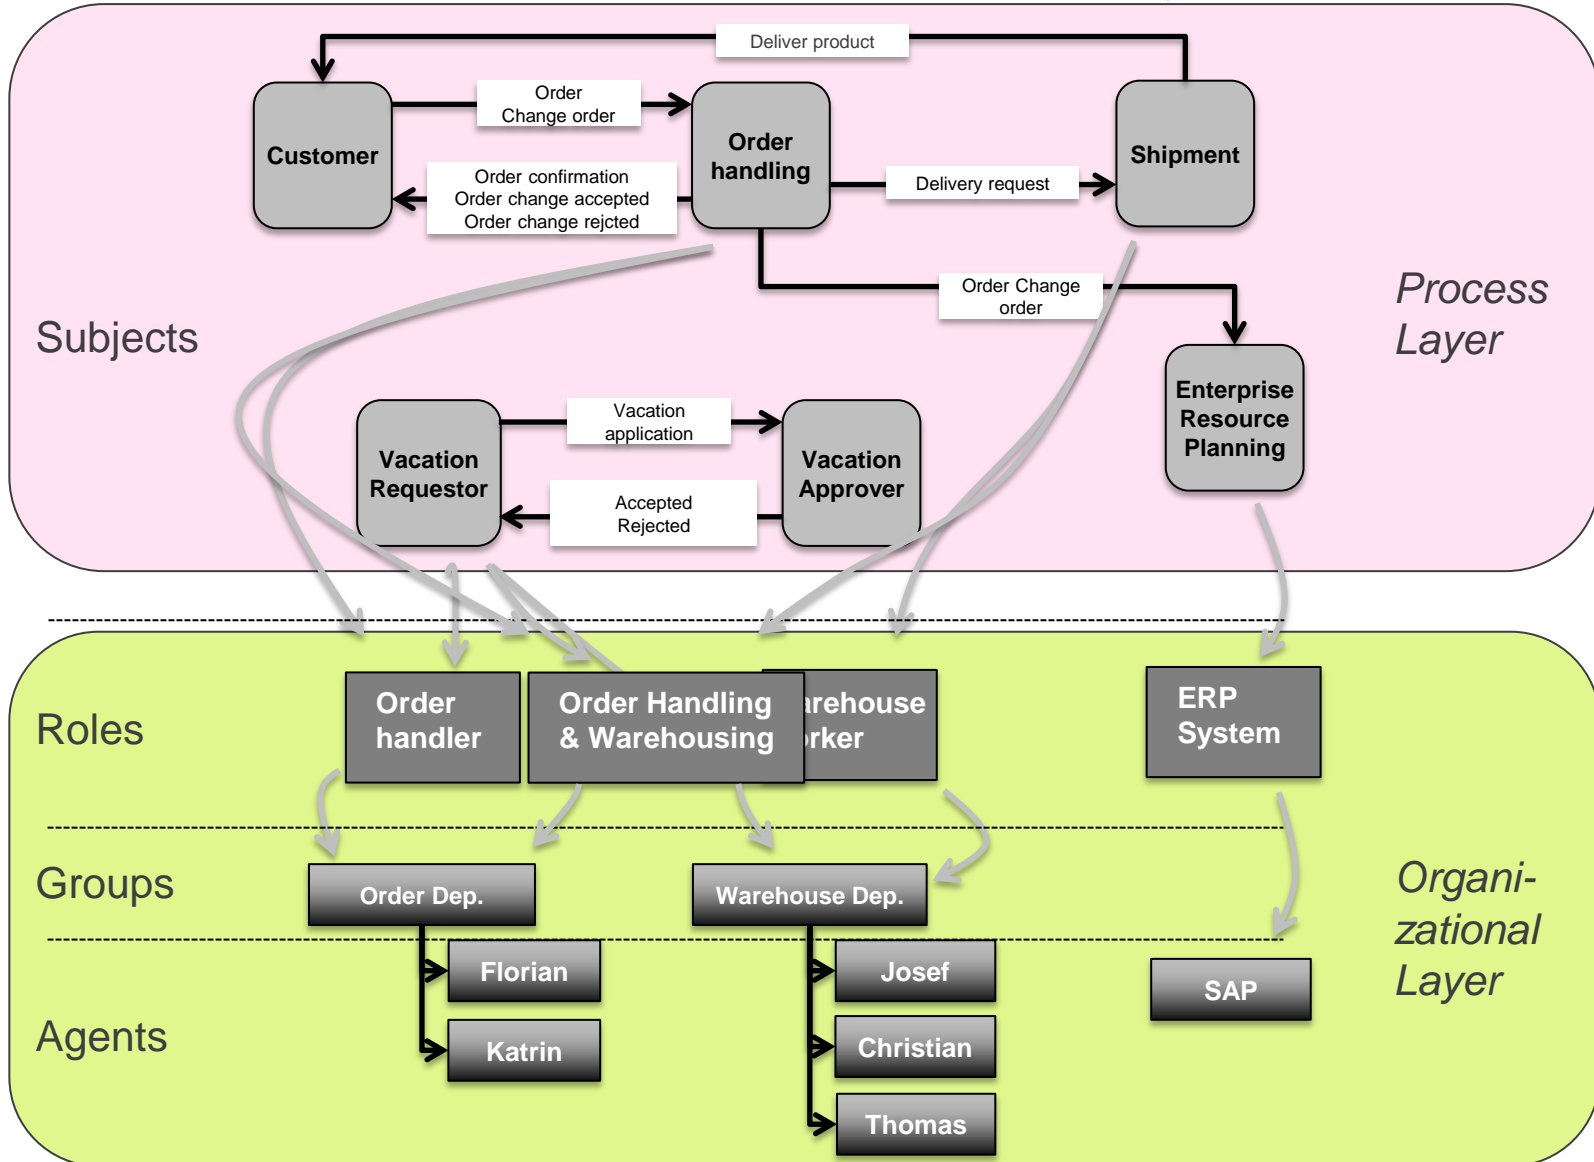 Deliver product
Order
Change order
Customer
Order
handling
Shipment
Order confirmation
Order change accepted
Order change rejcted
Delivery request
Order Change
order
Process
Layer
Subjects
Enterprise
Resource
Planning
Vacation
application
Vacation
Requestor
Vacation
Approver
Accepted
Rejected
Roles
Order
handler
Order Handling
& Warehousing
arehouse
orker
ERP
System
Groups
Order Dep.
Warehouse Dep.
Organi-
zational
Layer
Agents
Florian
Katrin
Josef
Christian
Thomas
SAP